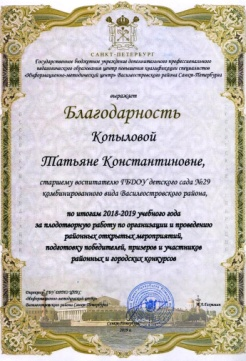 САНКТ-ПЕТЕРБУРГ
Государственное бюджетное учреждение дополнительного профессионального
педагогического образования центр повышения квалификации специалистов
«Информационно-методический центр» Василеостровского района Санкт-Петербурга
выражает
Благодарность
Копыловой
Татьяне Константиновне,
старшему воспитателю ГБДОУ детского сада №29
комбинированного вида Василеостровского района,
по итогам 2018-2019 учебного года
за плодотворную работу по организации и проведению
районных открытых мероприятий,
подготовку победителей, призеров и участников
районных и городских конкурсов
Директор ГБУ ДППО ЦПКС
«Информационно-методический центр»
Василеостровского района Санкт-Петербурга
Санкт-Петербург
2019 г.